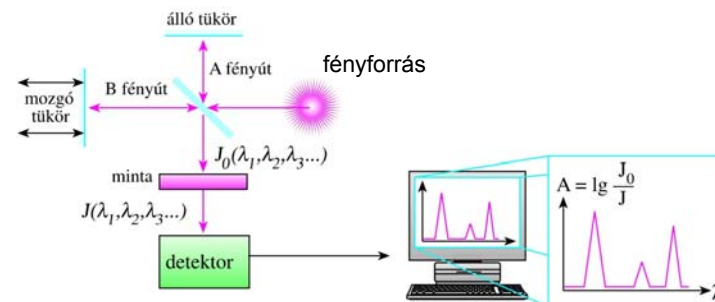 álló tükör
A fényút
fényforrás
B fényút
mozgó
tükör
J₀(λ₁,λ₂,λ₃...)
minta
J(λ₁,λ₂,λ₃...)
detektor
A = lg J₀/J